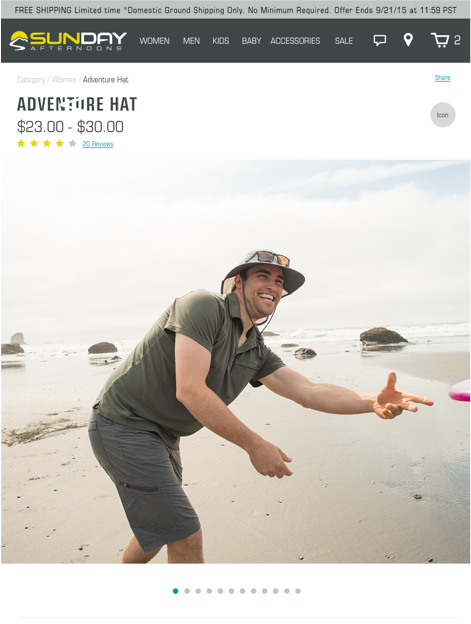 FREE SHIPPING Limited time *Domestic Ground Shipping Only. No Minimum Required. Offer Ends 9/21/15 at 11:59 PST
SUNDAY
AFTERNOONS
WOMEN MEN KIDS BABY ACCESSORIES SALE 2
Category / Women / Adventure Hat
Share
ADVENTURE HAT
Icon
$23.00 - $30.00
20 Reviews